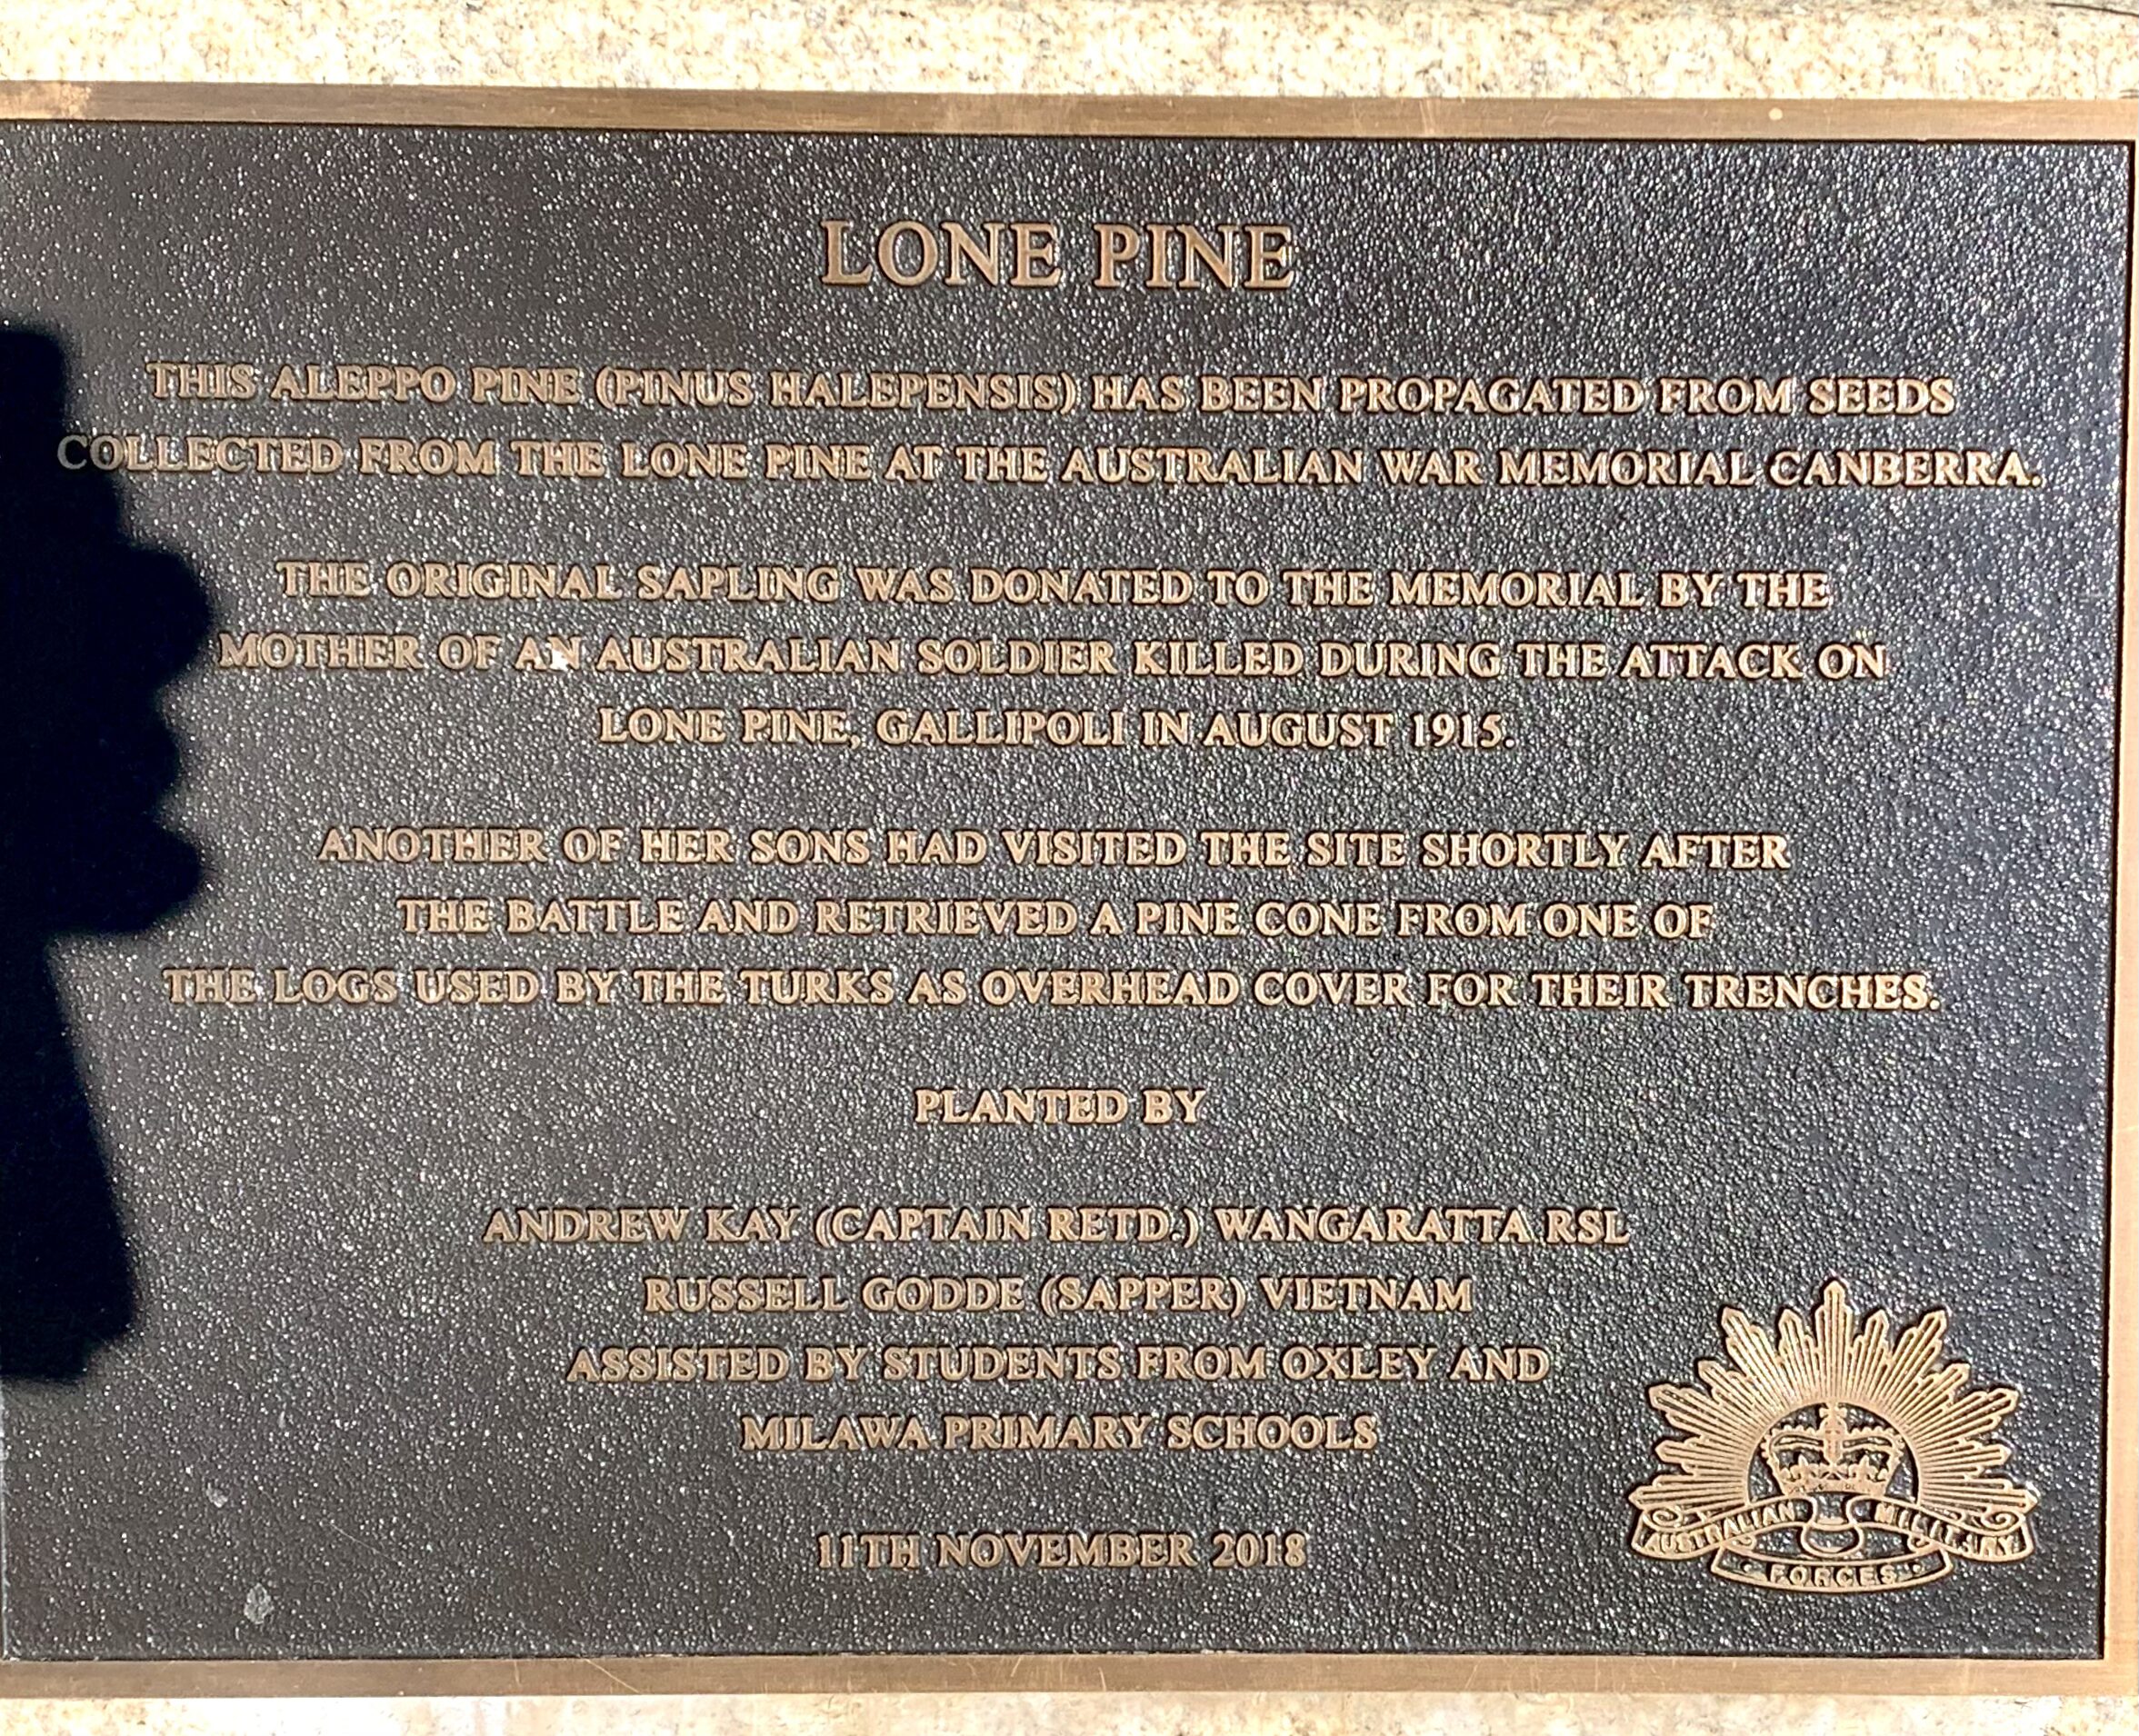 LONE PINE
THIS ALEPPO PINE (PINUS HALEPENSIS) HAS BEEN PROPAGATED FROM SEEDS
COLLECTED FROM THE LONE PINE AT THE AUSTRALIAN WAR MEMORIAL CANBERRA.
THE ORIGINAL SAPLING WAS DONATED TO THE MEMORIAL BY THE
MOTHER OF AN AUSTRALIAN SOLDIER KILLED DURING THE ATTACK ON
LONE PINE, GALLIPOLI IN AUGUST 1915.
ANOTHER OF HER SONS HAD VISITED THE SITE SHORTLY AFTER
THE BATTLE AND RETRIEVED A PINE CONE FROM ONE OF
THE LOGS USED BY THE TURKS AS OVERHEAD COVER FOR THEIR TRENCHES.
PLANTED BY
ANDREW KAY (CAPTAIN RETD.) WANGARATTA RSL
RUSSELL GODDE (SAPPER) VIETNAM
ASSISTED BY STUDENTS FROM OXLEY AND
MILAWA PRIMARY SCHOOLS
11TH NOVEMBER 2018
AUSTRALIAN MILITARY
FORCES